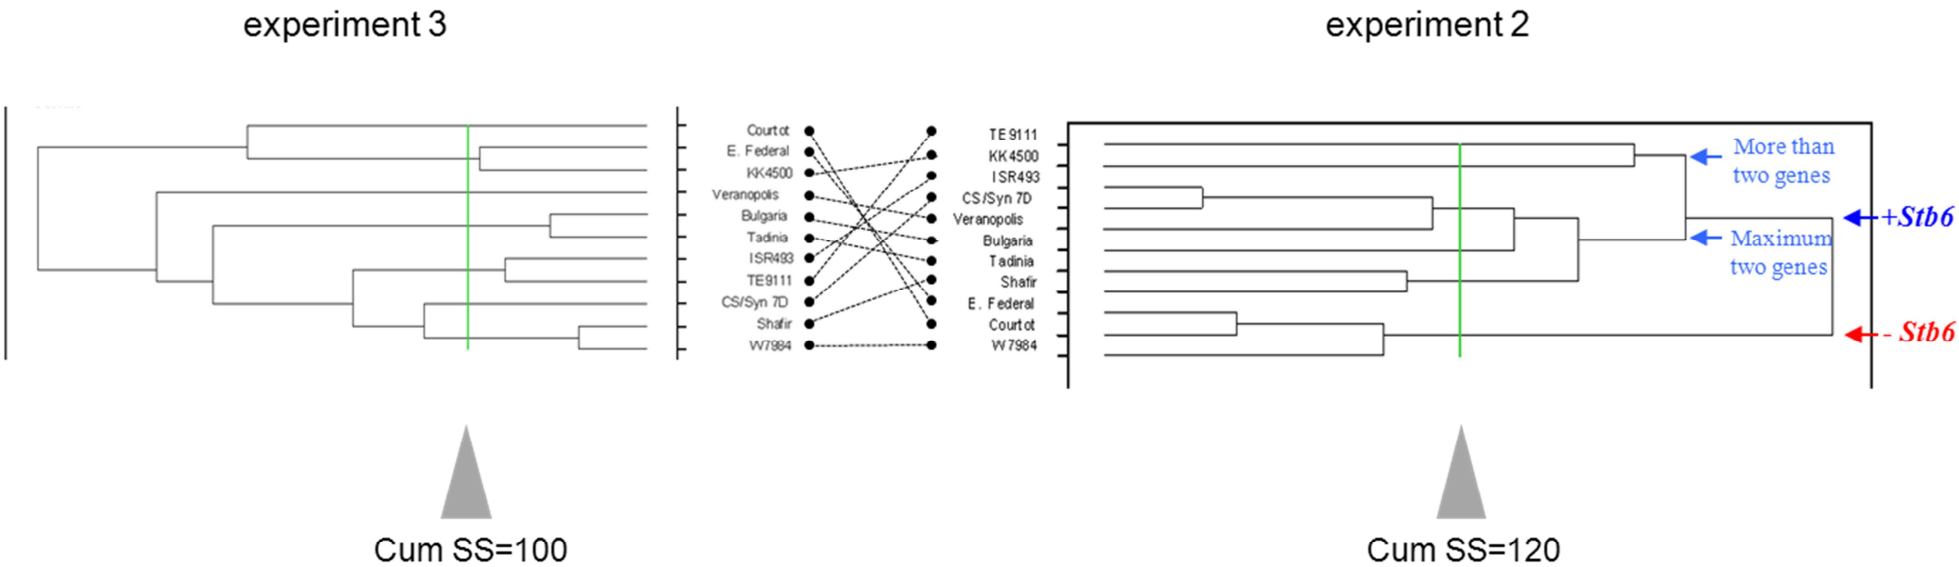 experiment 3
experiment 2
Courtot
E. Federal
KK4500
Veranopolis
Bulgaria
Tadinia
ISR493
TE9111
CS/Syn 7D
Shafir
W7984
TE9111
KK4500
ISR493
CS/Syn 7D
Veranopolis
Bulgaria
Tadinia
Shafir
E. Federal
Courtot
W7984
More than
two genes
+Stb6
Maximum
two genes
- Stb6
Cum SS=100
Cum SS=120